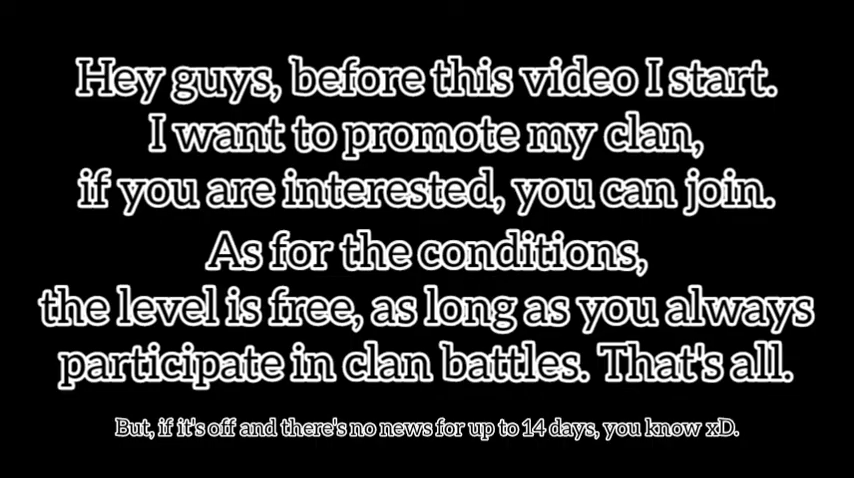 Hey guys, before this video I start.
I want to promote my clan,
if you are interested, you can join.
As for the conditions,
the level is free, as long as you always
participate in clan battles. That's all.
But, if it's off and there's no news for up to 14 days, you know xD.